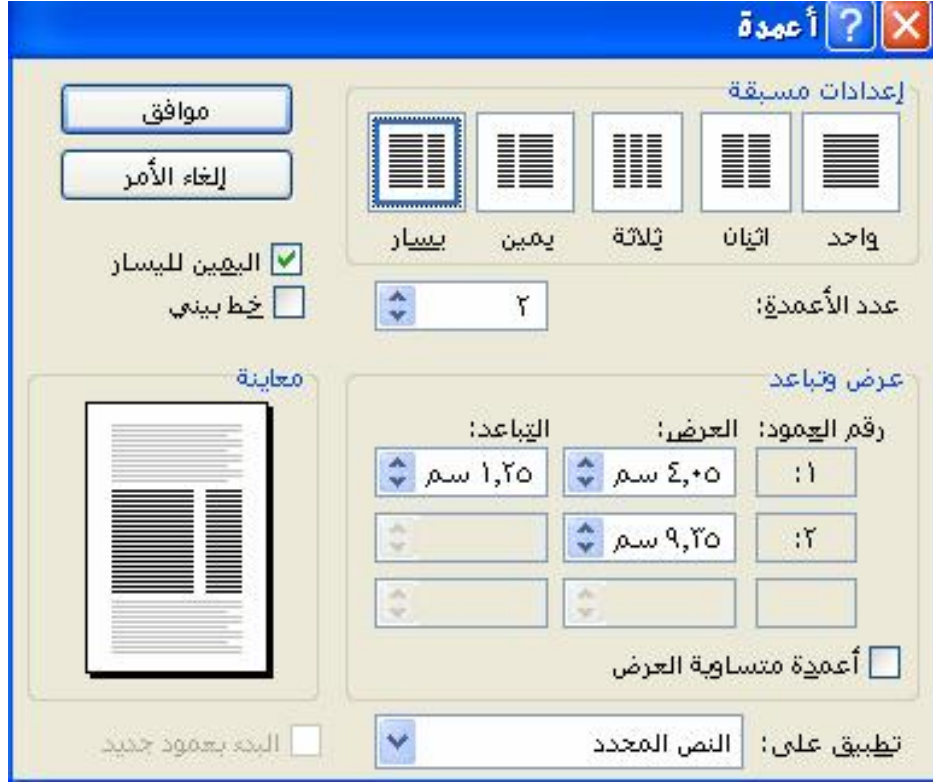 أعمدة
إعدادات مسبقة
واحد اثنان ثلاثة يمين يسار
موافق
إلغاء الأمر
اليمين لليسار
خط بيني
عدد الأعمدة: ٢
عرض وتباعد
رقم العمود: العرض: التباعد:
١: ٤,٠٥ سم ١,٢٥ سم
٢: ٩,٢٥ سم
أعمدة متساوية العرض
معاينة
تطبيق على: النص المحدد
البدء بعمود جديد